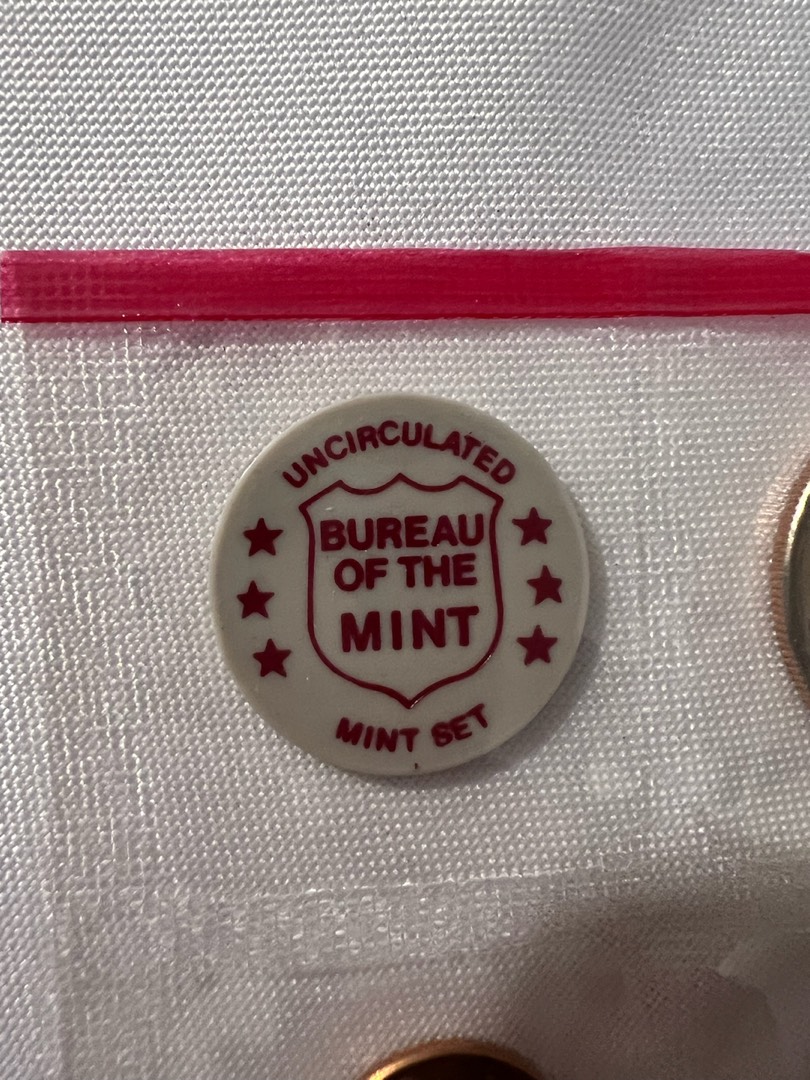 UNCIRCULATED
BUREAU
OF THE
MINT
MINT SET